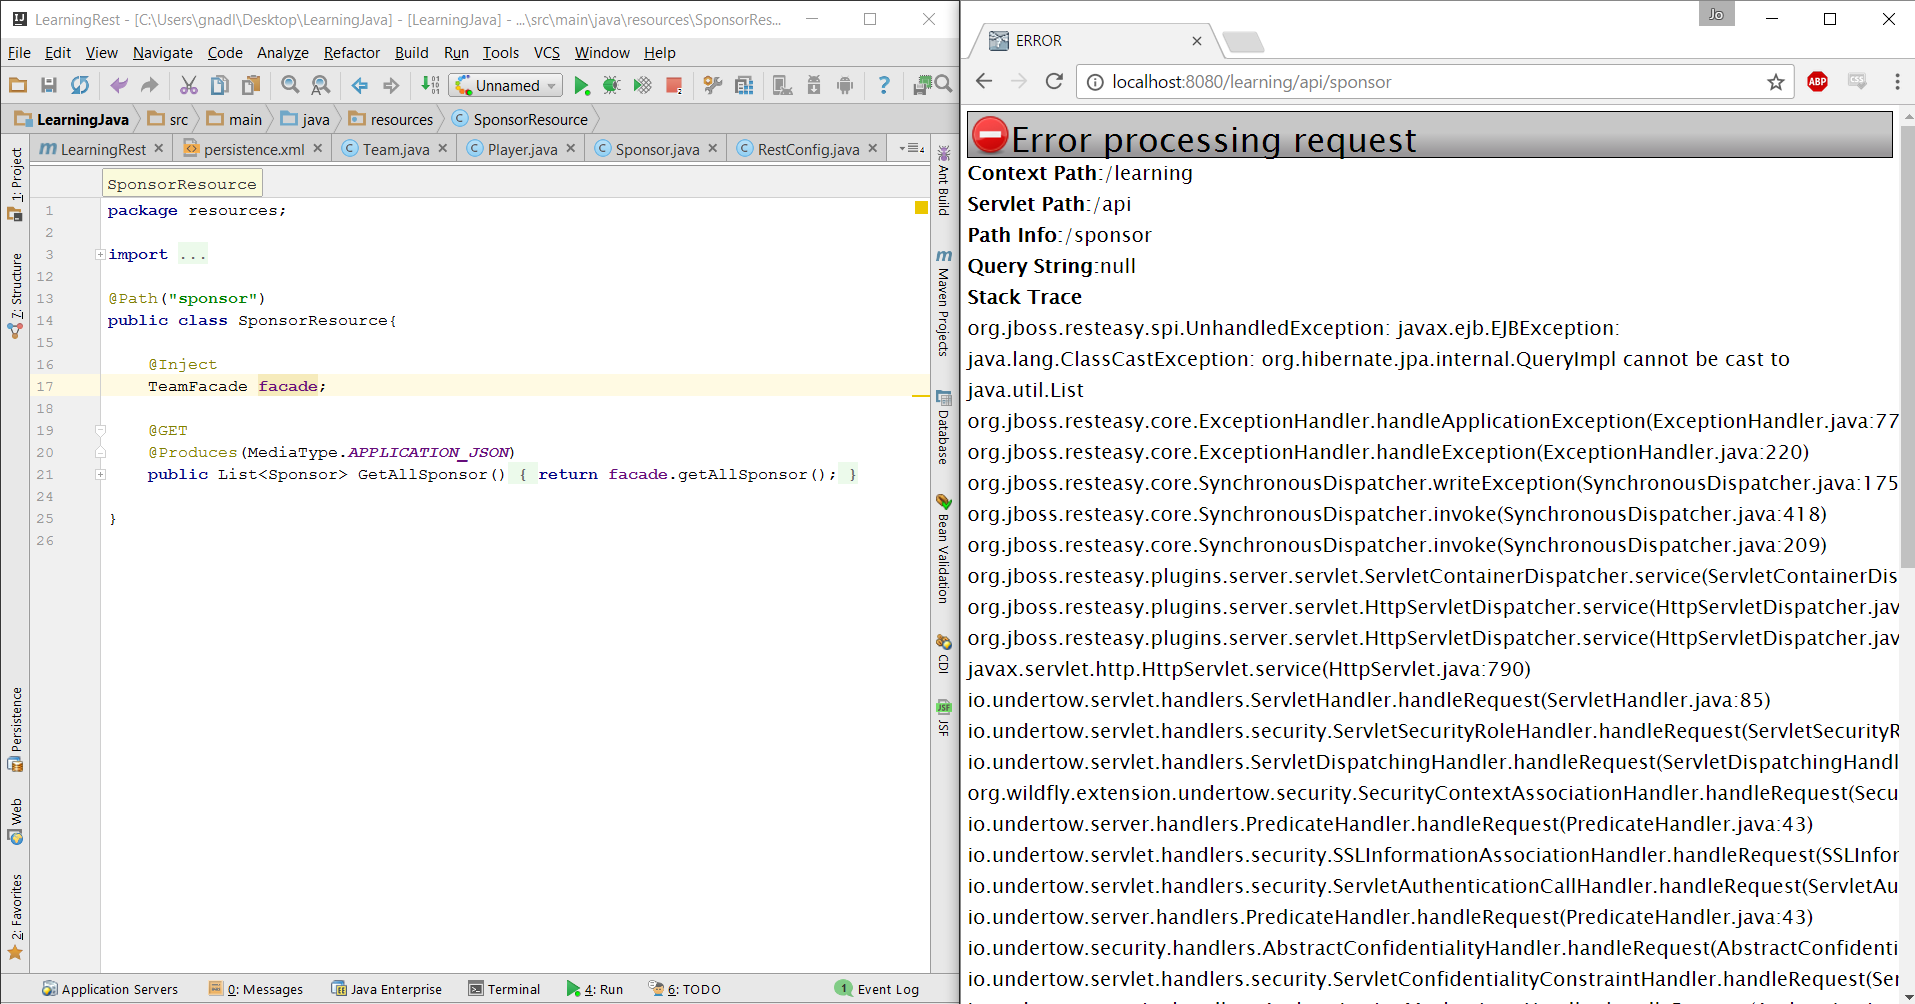 LearningRest - [C:\Users\gnadl\Desktop\LearningJava] - [LearningJava] - ...\src\main\java\resources\SponsorRes...
File Edit View Navigate Code Analyze Refactor Build Run Tools VCS Window Help
Unnamed
LearningJava src main java resources SponsorResource
LearningRest persistence.xml Team.java Player.java Sponsor.java RestConfig.java
SponsorResource
1 package resources;
2
3 import ...
12
13 @Path("sponsor")
14 public class SponsorResource{
15
16 @Inject
17 TeamFacade facade;
18
19 @GET
20 @Produces(MediaType.APPLICATION_JSON)
21 public List<Sponsor> GetAllSponsor() { return facade.getAllSponsor(); }
24
25 }
26
1: Project
7: Structure
Persistence
Web
2: Favorites
Ant Build
Maven Projects
Database
Bean Validation
CDI
JSF
Application Servers 0: Messages Java Enterprise Terminal 4: Run 6: TODO 1 Event Log
Jo
ERROR
localhost:8080/learning/api/sponsor
ABP
CSS
Error processing request
Context Path:/learning
Servlet Path:/api
Path Info:/sponsor
Query String:null
Stack Trace
org.jboss.resteasy.spi.UnhandledException: javax.ejb.EJBException:
java.lang.ClassCastException: org.hibernate.jpa.internal.QueryImpl cannot be cast to
java.util.List
org.jboss.resteasy.core.ExceptionHandler.handleApplicationException(ExceptionHandler.java:77
org.jboss.resteasy.core.ExceptionHandler.handleException(ExceptionHandler.java:220)
org.jboss.resteasy.core.SynchronousDispatcher.writeException(SynchronousDispatcher.java:175
org.jboss.resteasy.core.SynchronousDispatcher.invoke(SynchronousDispatcher.java:418)
org.jboss.resteasy.core.SynchronousDispatcher.invoke(SynchronousDispatcher.java:209)
org.jboss.resteasy.plugins.server.servlet.ServletContainerDispatcher.service(ServletContainerDis
org.jboss.resteasy.plugins.server.servlet.HttpServletDispatcher.service(HttpServletDispatcher.jav
org.jboss.resteasy.plugins.server.servlet.HttpServletDispatcher.service(HttpServletDispatcher.jav
javax.servlet.http.HttpServlet.service(HttpServlet.java:790)
io.undertow.servlet.handlers.ServletHandler.handleRequest(ServletHandler.java:85)
io.undertow.servlet.handlers.security.ServletSecurityRoleHandler.handleRequest(ServletSecurityR
io.undertow.servlet.handlers.ServletDispatchingHandler.handleRequest(ServletDispatchingHandl
org.wildfly.extension.undertow.security.SecurityContextAssociationHandler.handleRequest(Secu
io.undertow.server.handlers.PredicateHandler.handleRequest(PredicateHandler.java:43)
io.undertow.servlet.handlers.security.SSLInformationAssociationHandler.handleRequest(SSLInfor
io.undertow.servlet.handlers.security.ServletAuthenticationCallHandler.handleRequest(ServletAu
io.undertow.server.handlers.PredicateHandler.handleRequest(PredicateHandler.java:43)
io.undertow.security.handlers.AbstractConfidentialityHandler.handleRequest(AbstractConfidenti
io.undertow.servlet.handlers.security.ServletConfidentialityConstraintHandler.handleRequest(Ser